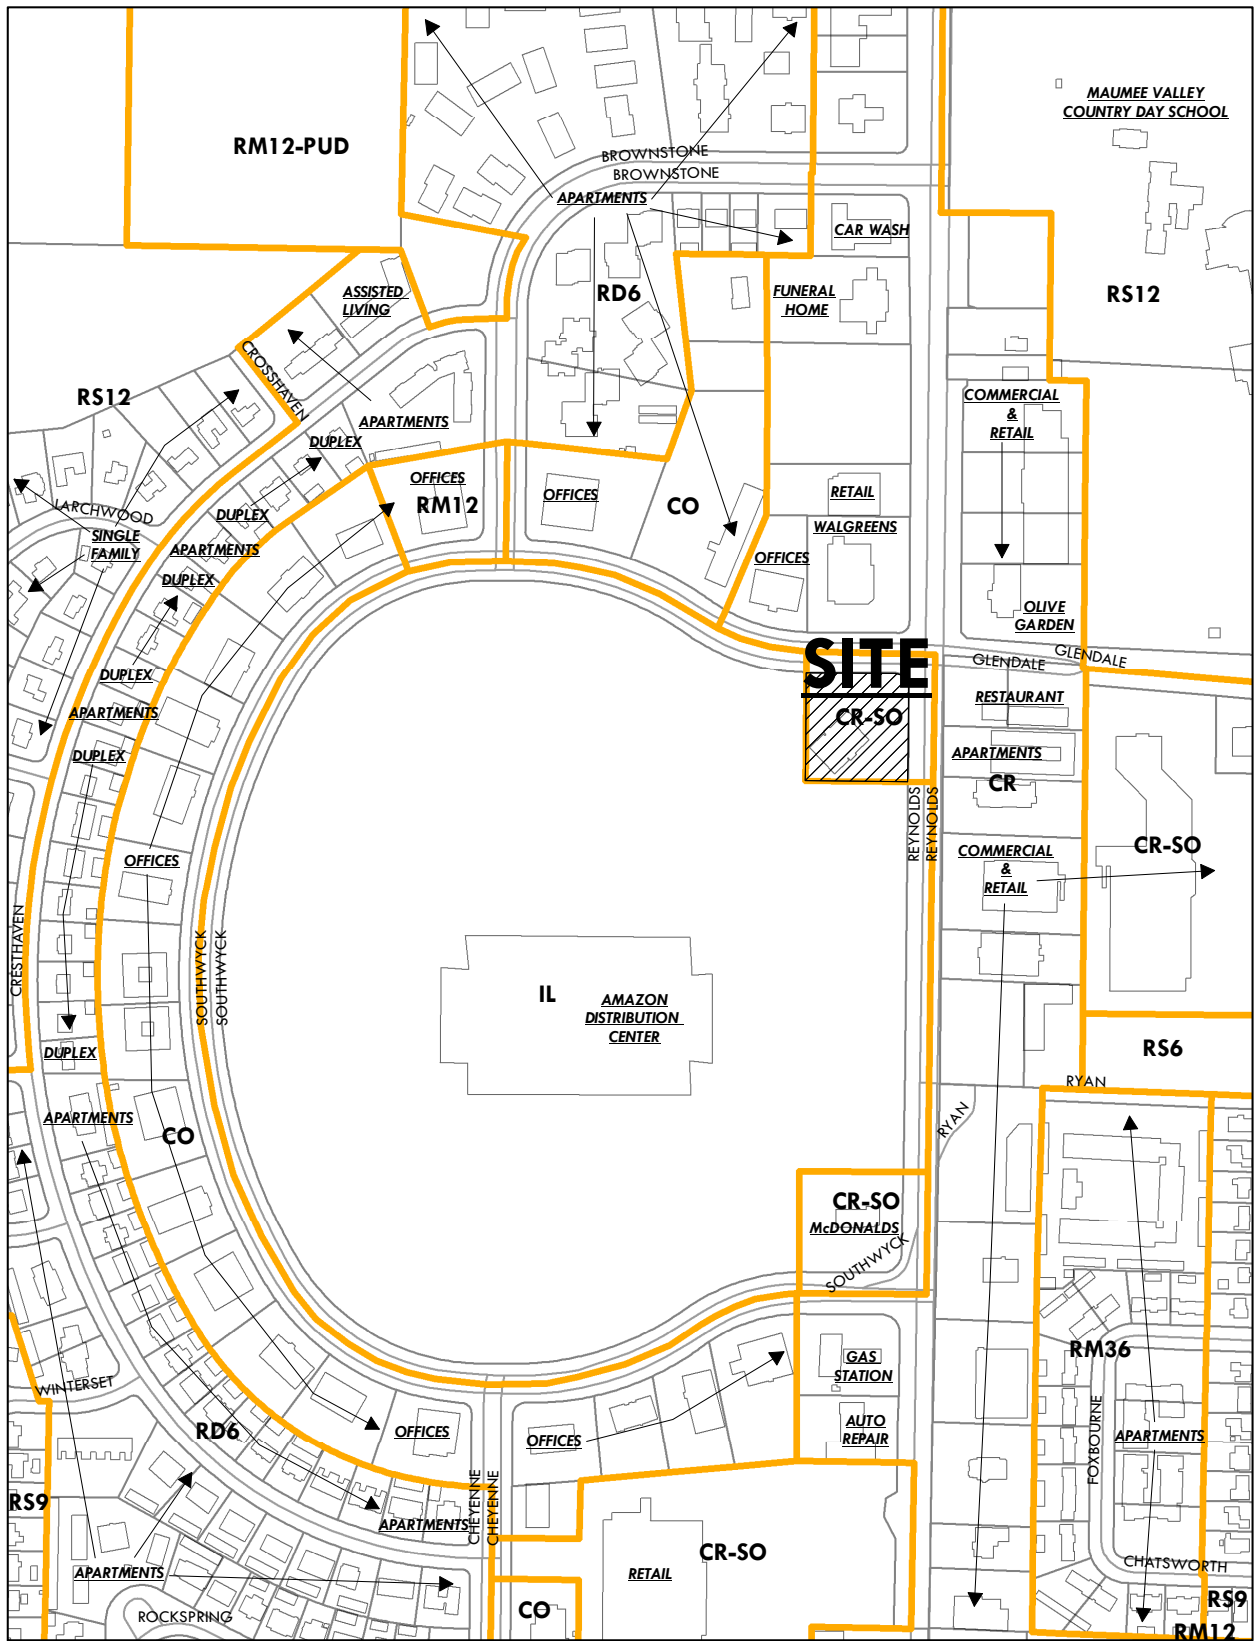 MAUMEE VALLEY
COUNTRY DAY SCHOOL
RM12-PUD
BROWNSTONE
BROWNSTONE
APARTMENTS
CAR WASH
ASSISTED
LIVING
RD6
FUNERAL
HOME
RS12
CROSSHAVEN
RS12
COMMERCIAL
&
RETAIL
APARTMENTS
DUPLEX
OFFICES
RM12
OFFICES
CO
RETAIL
WALGREENS
LARCHWOOD
DUPLEX
SINGLE
FAMILY
APARTMENTS
OFFICES
DUPLEX
OLIVE
GARDEN
SITE
GLENDALE
GLENDALE
DUPLEX
RESTAURANT
APARTMENTS
CR-SO
DUPLEX
APARTMENTS
CR
REYNOLDS
REYNOLDS
CR-SO
OFFICES
COMMERCIAL
&
RETAIL
CRESTHAVEN
SOUTHWYCK
SOUTHWYCK
IL
AMAZON
DISTRIBUTION
CENTER
DUPLEX
RS6
RYAN
RYAN
APARTMENTS
CO
CR-SO
McDONALDS
SOUTHWYCK
RM36
GAS
STATION
WINTERSET
RD6
OFFICES
OFFICES
AUTO
REPAIR
FOXBOURNE
APARTMENTS
RS9
CHEYENNE
CHEYENNE
APARTMENTS
CR-SO
RETAIL
CHATSWORTH
APARTMENTS
RS9
ROCKSPRING
CO
RM12